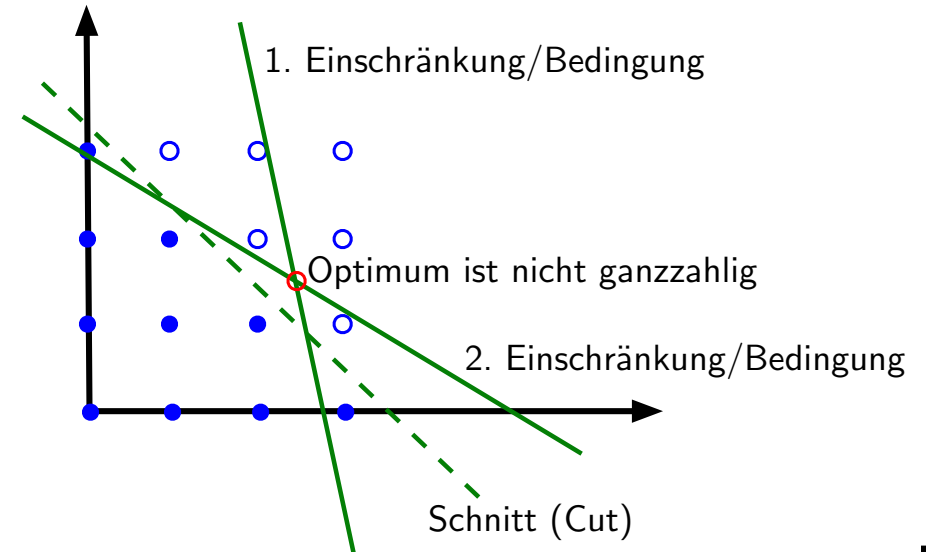 1. Einschränkung/Bedingung
Optimum ist nicht ganzzahlig
2. Einschränkung/Bedingung
Schnitt (Cut)